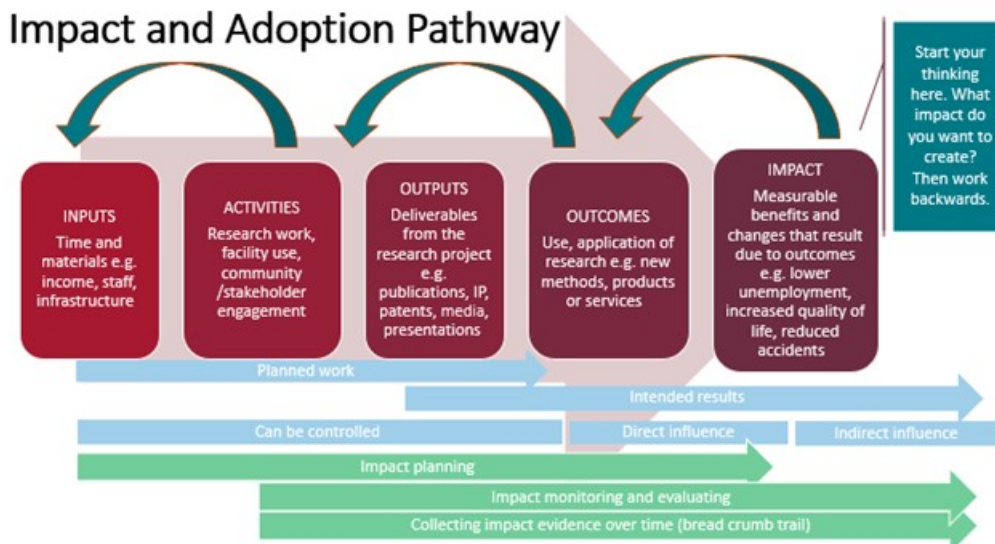 Impact and Adoption Pathway
Start your
thinking
here. What
impact do
you want to
create?
Then work
backwards.
INPUTS
Time and
materials e.g.
income, staff,
infrastructure
ACTIVITIES
Research work,
facility use,
community
/stakeholder
engagement
OUTPUTS
Deliverables
from the
research project
e.g.
publications, IP,
patents, media,
presentations
OUTCOMES
Use, application of
research e.g. new
methods, products
or services
IMPACT
Measurable
benefits and
changes that result
due to outcomes
e.g. lower
unemployment,
increased quality of
life, reduced
accidents
Planned work
Intended results
Can be controlled
Direct influence
Indirect influence
Impact planning
Impact monitoring and evaluating
Collecting impact evidence over time (bread crumb trail)